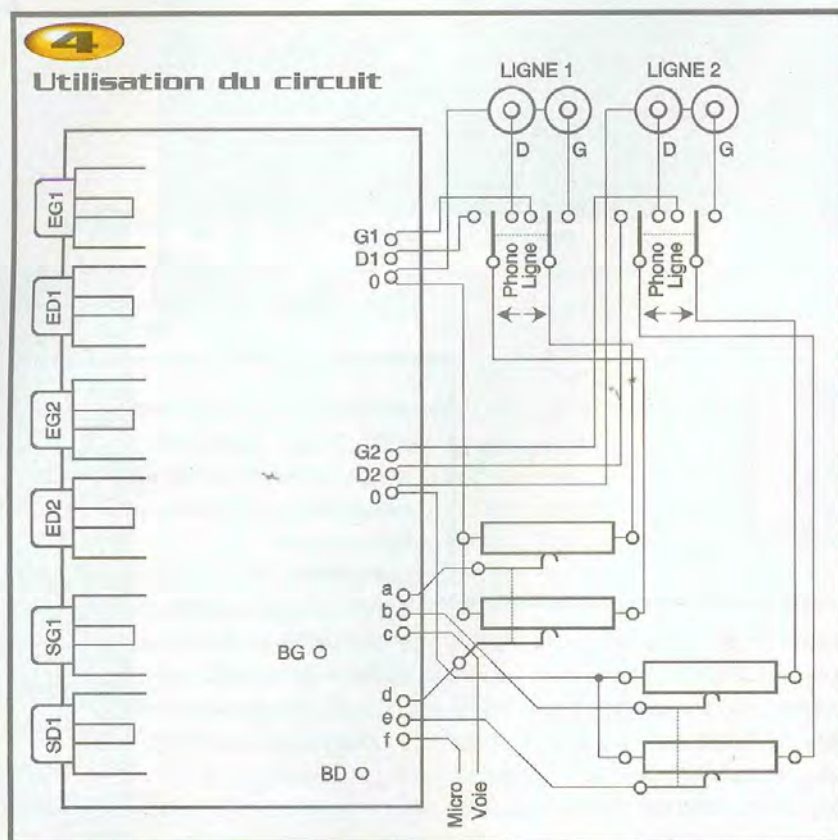 4
Utilisation du circuit
LIGNE 1
LIGNE 2
D
G
D
G
EG1
ED1
EG2
ED2
SG1
SD1
G1
D1
0
Phono
Ligne
Phono
Ligne
G2
D2
0
a
b
c
BG
d
e
f
BD
Micro
Voie